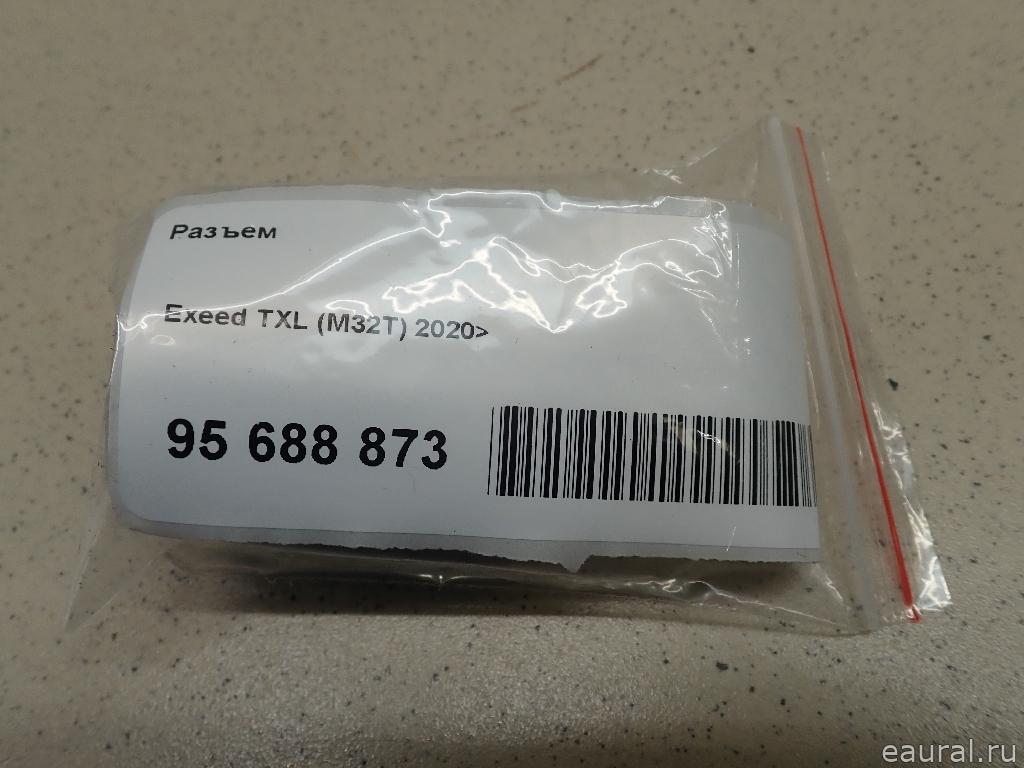 Разъем
Exeed TXL (M32T) 2020>
95 688 873
eaural.ru